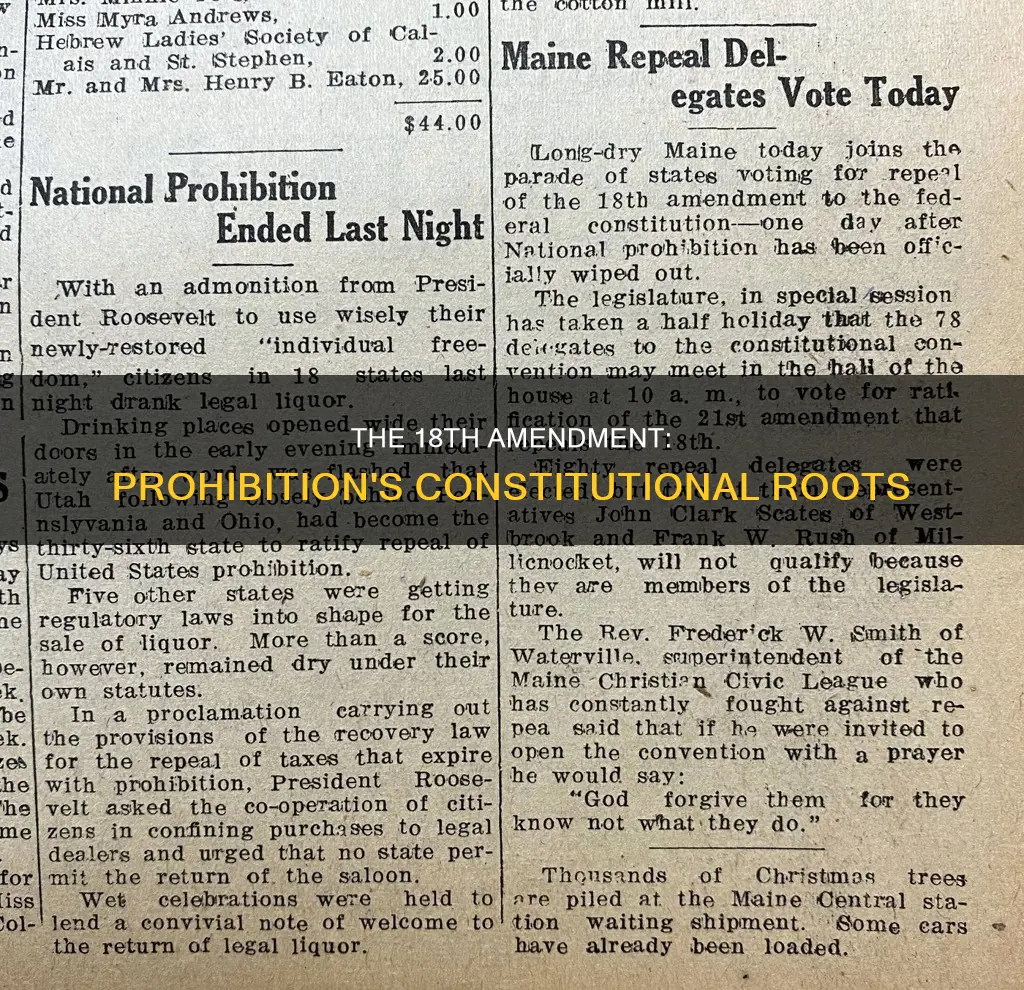 Miss Myra Andrews, 1.00
Hebrew Ladies' Society of Cal-
ais and St. Stephen, 2.00
Mr. and Mrs. Henry B. Eaton, 25.00
$44.00
National Prohibition
Ended Last Night
With an admonition from Presi-
dent Roosevelt to use wisely their
newly-restored "individual free-
dom," citizens in 18 states last
night drank legal liquor.
Drinking places opened wide their
doors in the early evening immedi-
ately after word was flashed that
Utah following closely behind
nslyvania and Ohio, had become the
thirty-sixth state to ratify repeal of
United States prohibition.
Five other states were getting
regulatory laws into shape for the
sale of liquor. More than a score,
however, remained dry under their
own statutes.
In a proclamation carrying out
the provisions of the recovery law
for the repeal of taxes that expire
with prohibition, President Roose-
velt asked the co-operation of citi-
zens in confining purchases to legal
dealers and urged that no state per-
mit the return of the saloon.
Wet celebrations were held to
lend a convivial note of welcome to
the return of legal liquor.
the cotton mill.
Maine Repeal Del-
egates Vote Today
Long-dry Maine today joins the
parade of states voting for repeal
of the 18th amendment to the fed-
eral constitution—one day after
National prohibition has been offic-
ially wiped out.
The legislature, in special session
has taken a half holiday that the 78
delegates to the constitutional con-
vention may meet in the hall of the
house at 10 a. m., to vote for rati-
fication of the 21st amendment that
repeals the 18th.
Eighty repeal delegates were
atives John Clark Scates of West-
brook and Frank W. Rush of Mil-
licnocket, will not qualify because
they are members of the legisla-
ture.
The Rev. Frederick W. Smith of
Waterville, superintendent of the
Maine Christian Civic League who
has constantly fought against re-
pea said that if he were invited to
open the convention with a prayer
he would say:
"God forgive them for they
know not what they do."
Thousands of Christmas trees
are piled at the Maine Central sta-
tion waiting shipment. Some cars
have already been loaded.
THE 18TH AMENDMENT:
PROHIBITION'S CONSTITUTIONAL ROOTS